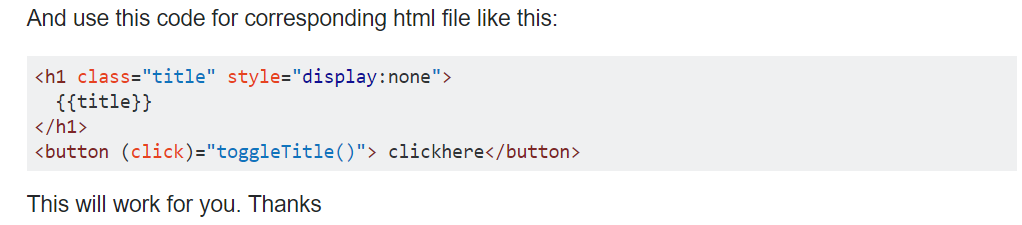 And use this code for corresponding html file like this:
<h1 class="title" style="display:none">
  {{title}}
</h1>
<button (click)="toggleTitle()"> clickhere</button>
This will work for you. Thanks